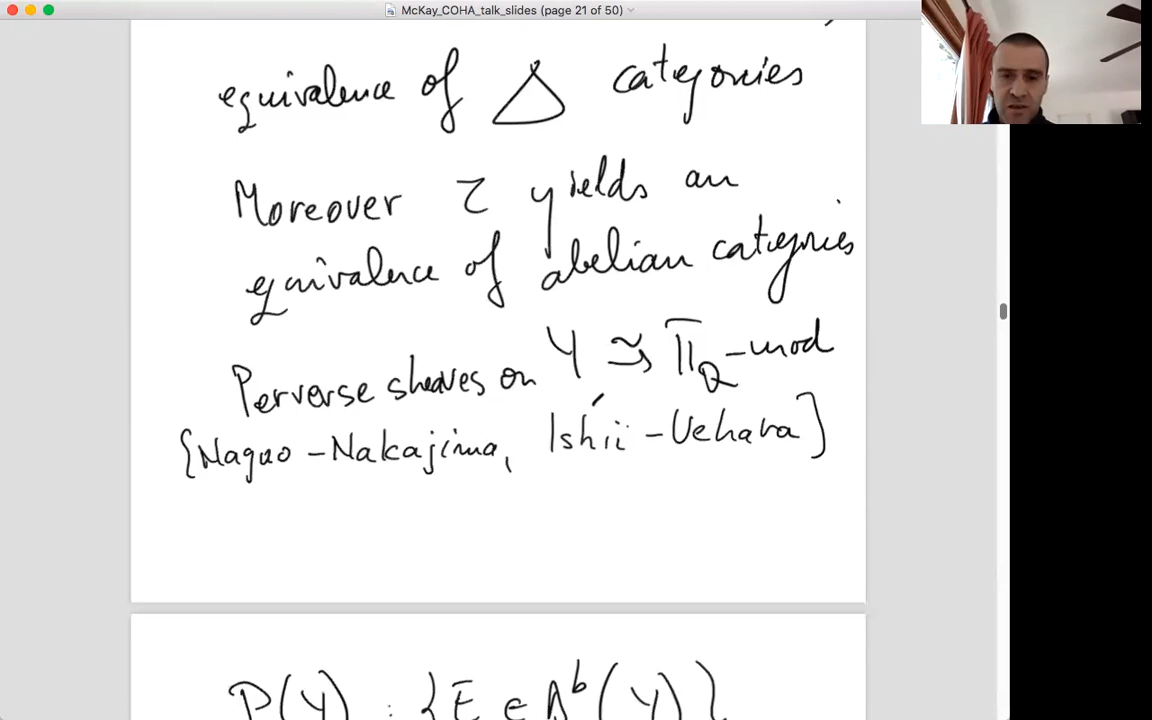 McKay_COHA_talk_slides (page 21 of 50)
equivalence of △ categories
Moreover τ yields an
equivalence of abelian categories
Perverse sheaves on Y ≃ Π_Q-mod
{Nagao-Nakajima, Ishii-Uehara}
P(Y) : {E ∈ D^b(Y)}